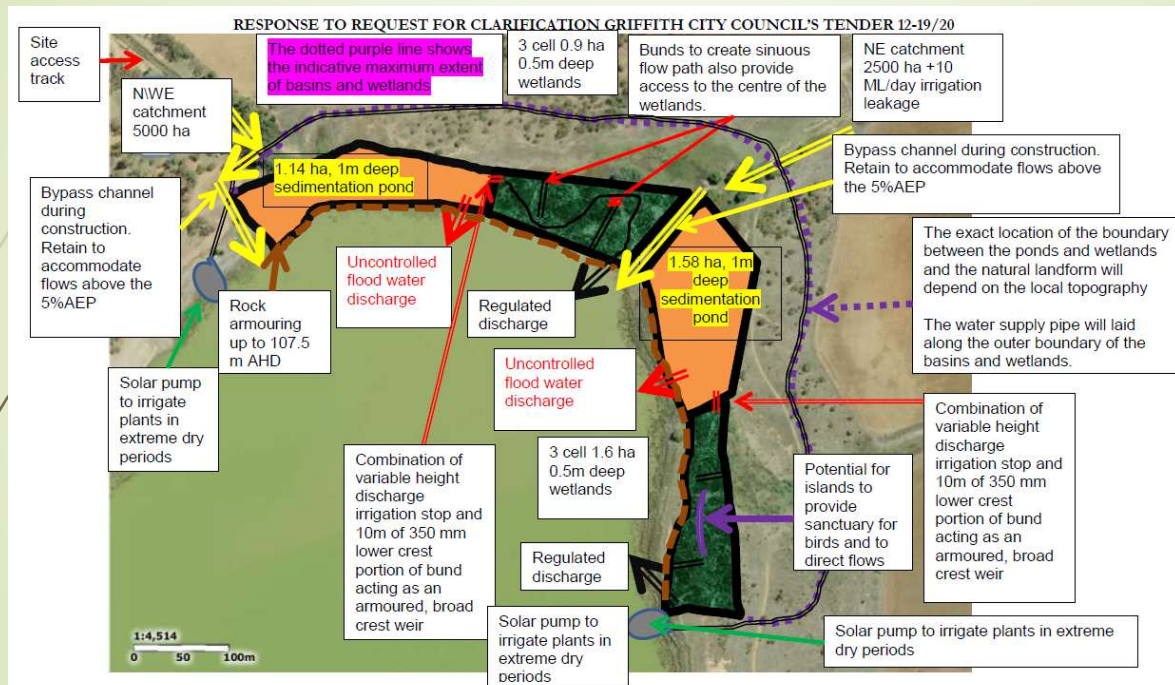 RESPONSE TO REQUEST FOR CLARIFICATION GRIFFITH CITY COUNCIL'S TENDER 12-19/20
Site
access
track
The dotted purple line shows
the indicative maximum extent
of basins and wetlands
3 cell 0.9 ha
0.5m deep
wetlands
Bunds to create sinuous
flow path also provide
access to the centre of the
wetlands.
NE catchment
2500 ha +10
ML/day irrigation
leakage
N\WE
catchment
5000 ha
1.14 ha, 1m deep
sedimentation pond
Bypass channel during construction.
Retain to accommodate flows above
the 5%AEP
Bypass channel
during
construction.
Retain to
accommodate
flows above the
5%AEP
Rock
armouring
up to 107.5
m AHD
Uncontrolled
flood water
discharge
Regulated
discharge
1.58 ha, 1m
deep
sedimentation
pond
The exact location of the boundary
between the ponds and wetlands
and the natural landform will
depend on the local topography
The water supply pipe will laid
along the outer boundary of the
basins and wetlands.
Solar pump
to irrigate
plants in
extreme dry
periods
Uncontrolled
flood water
discharge
Combination of
variable height
discharge
irrigation stop and
10m of 350 mm
lower crest
portion of bund
acting as an
armoured, broad
crest weir
3 cell 1.6 ha
0.5m deep
wetlands
Potential for
islands to
provide
sanctuary for
birds and to
direct flows
Combination of
variable height
discharge
irrigation stop and
10m of 350 mm
lower crest
portion of bund
acting as an
armoured, broad
crest weir
Regulated
discharge
Solar pump to
irrigate plants in
extreme dry
periods
Solar pump to irrigate plants in extreme
dry periods
1:4,514
0 50 100m